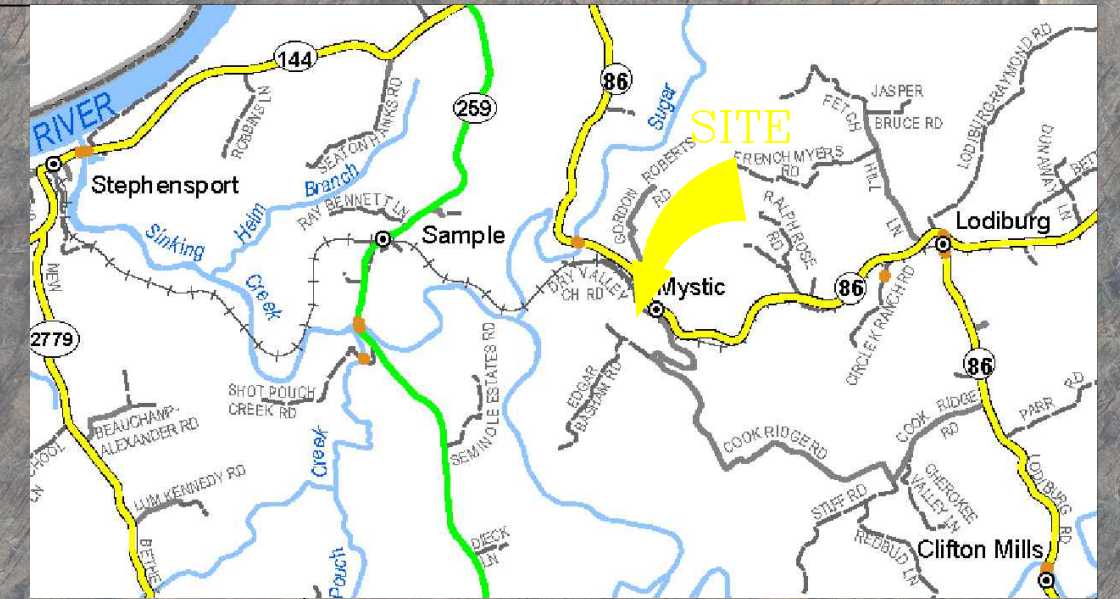 144
86
259
RIVER
ROBBINS LN
SEATON HANKS RD
Sugar
SITE
FETCH
HILL
LN
JASPER
BRUCE RD
LODIBURG-RAYMOND RD
DUNAWAY
LN
Stephensport
Helm
Branch
RAY BENNETT LN
Sample
GORDON
ROBERTS
RD
FRENCH MYERS
RD
RALPH ROSE
RD
Lodiburg
Sinking
Creek
NEW
2779
DRY VALLEY
CH RD
Mystic
86
CIRCLE K RANCH RD
86
SHOT POUCH
CREEK RD
SEMINOLE ESTATES RD
EDGAR
BASHAM RD
COOK RIDGE RD
COOK RIDGE
RD
PARR RD
BEAUCHAMP-
ALEXANDER RD
LN
LUM KENNEDY RD
Creek
Pouch
DIECK
LN
STIFF RD
CHEROKEE
VALLEY LN
REDBUD LN
LODIBURG RD
Clifton Mills